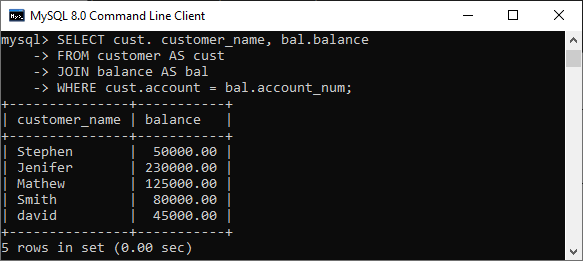 MySQL 8.0 Command Line Client
mysql> SELECT cust. customer_name, bal.balance
    -> FROM customer AS cust
    -> JOIN balance AS bal
    -> WHERE cust.account = bal.account_num;
+---------------+-----------+
| customer_name | balance   |
+---------------+-----------+
| Stephen       |  50000.00 |
| Jenifer       | 230000.00 |
| Mathew        | 125000.00 |
| Smith         |  80000.00 |
| david         |  45000.00 |
+---------------+-----------+
5 rows in set (0.00 sec)